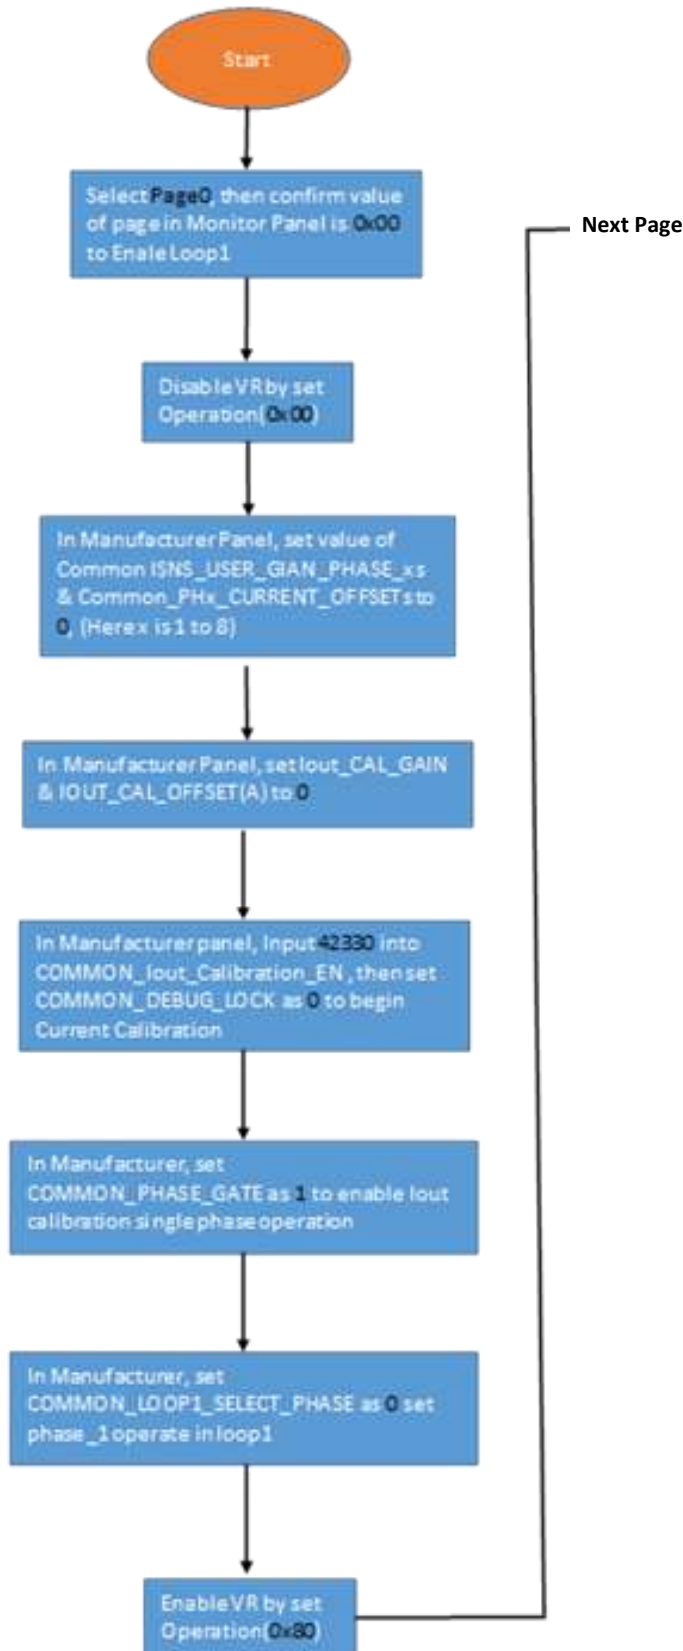 Start
Select Page0, then confirm value
of page in Monitor Panel is 0x00
to Enale Loop1
Next Page
Disable VR by set
Operation(0x00)
In Manufacturer Panel, set value of
Common ISNS_USER_GIAN_PHASE_xs
& Common_PHx_CURRENT_OFFSETs to
0, (Here x is 1 to 8)
In Manufacturer Panel, set Iout_CAL_GAIN
& IOUT_CAL_OFFSET(A) to 0
In Manufacturer panel, Input 42330 into
COMMON_Iout_Calibration_EN , then set
COMMON_DEBUG_LOCK as 0 to begin
Current Calibration
In Manufacturer, set
COMMON_PHASE_GATE as 1 to enable Iout
calibration single phase operation
In Manufacturer, set
COMMON_LOOP1_SELECT_PHASE as 0 set
phase_1 operate in loop1
Enable VR by set
Operation(0x80)